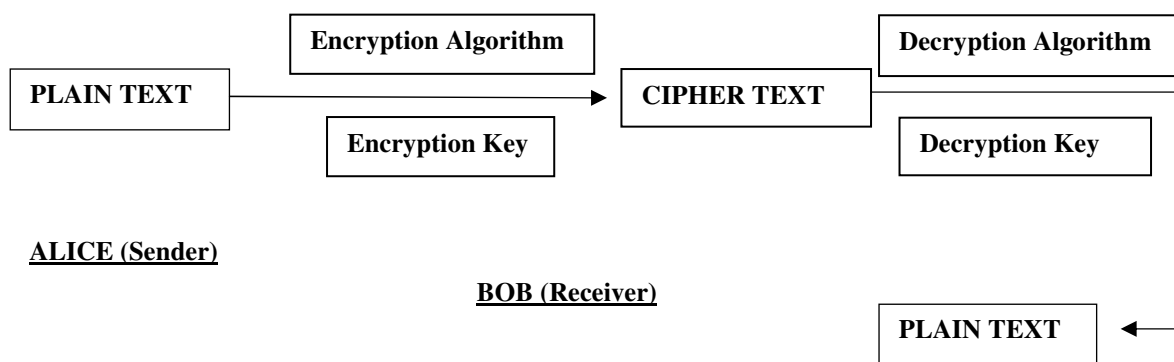 Encryption Algorithm
Decryption Algorithm
PLAIN TEXT
CIPHER TEXT
Encryption Key
Decryption Key
ALICE (Sender)
BOB (Receiver)
PLAIN TEXT